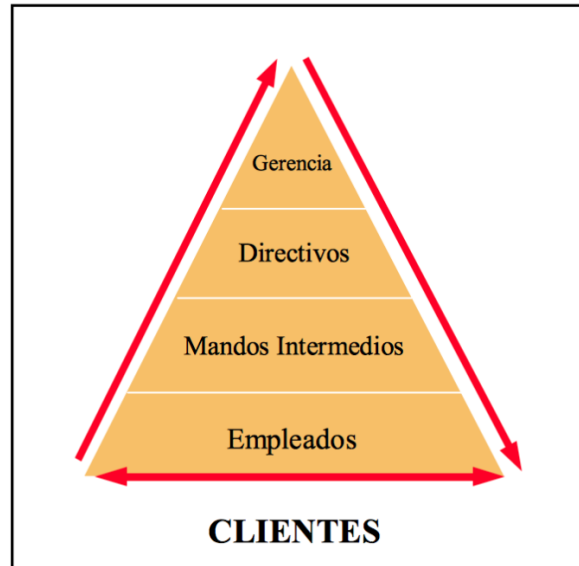 Gerencia
Directivos
Mandos Intermedios
Empleados
CLIENTES